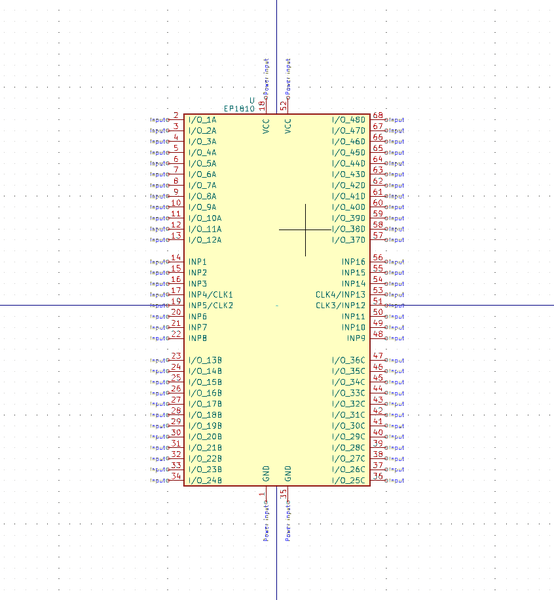 Power input Power input
U
EP1810
18 VCC 52 VCC
Input 2 I/O_1A I/O_48D 68 Input
Input 3 I/O_2A I/O_47D 67 Input
Input 4 I/O_3A I/O_46D 66 Input
Input 5 I/O_4A I/O_45D 65 Input
Input 6 I/O_5A I/O_44D 64 Input
Input 7 I/O_6A I/O_43D 63 Input
Input 8 I/O_7A I/O_42D 62 Input
Input 9 I/O_8A I/O_41D 61 Input
Input 10 I/O_9A I/O_40D 60 Input
Input 11 I/O_10A I/O_39D 59 Input
Input 12 I/O_11A I/O_38D 58 Input
Input 13 I/O_12A I/O_37D 57 Input
Input 14 INP1 INP16 56 Input
Input 15 INP2 INP15 55 Input
Input 16 INP3 INP14 54 Input
Input 17 INP4/CLK1 CLK4/INP13 53 Input
Input 19 INP5/CLK2 CLK3/INP12 51 Input
Input 20 INP6 INP11 50 Input
Input 21 INP7 INP10 49 Input
Input 22 INP8 INP9 48 Input
Input 23 I/O_13B I/O_36C 47 Input
Input 24 I/O_14B I/O_35C 46 Input
Input 25 I/O_15B I/O_34C 45 Input
Input 26 I/O_16B I/O_33C 44 Input
Input 27 I/O_17B I/O_32C 43 Input
Input 28 I/O_18B I/O_31C 42 Input
Input 29 I/O_19B I/O_30C 41 Input
Input 30 I/O_20B I/O_29C 40 Input
Input 31 I/O_21B I/O_28C 39 Input
Input 32 I/O_22B I/O_27C 38 Input
Input 33 I/O_23B I/O_26C 37 Input
Input 34 I/O_24B I/O_25C 36 Input
GND 1 GND 35
Power input Power input